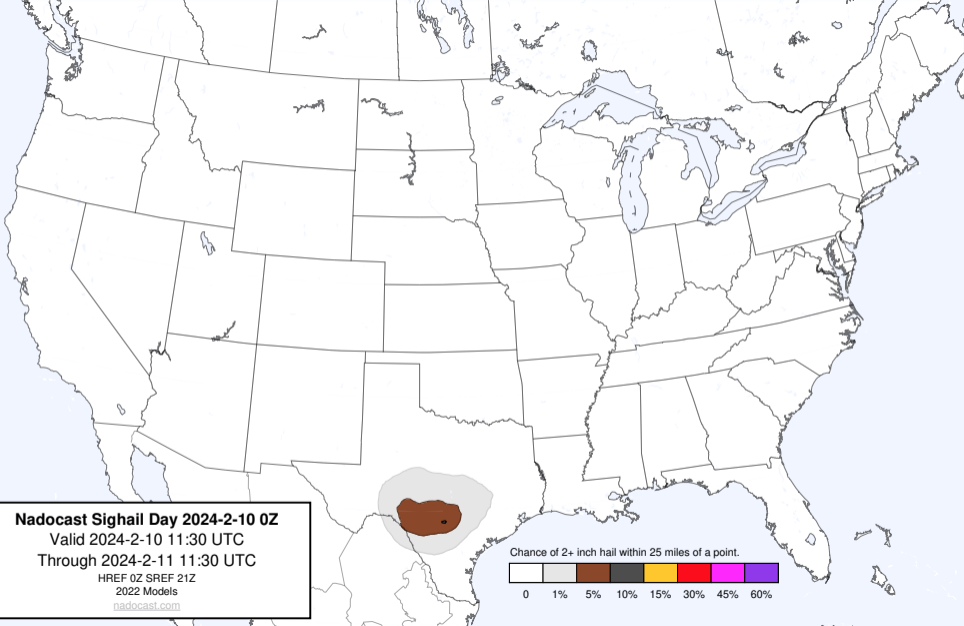 Nadocast Sighail Day 2024-2-10 0Z
Valid 2024-2-10 11:30 UTC
Through 2024-2-11 11:30 UTC
HREF 0Z SREF 21Z
2022 Models
nadocast.com
Chance of 2+ inch hail within 25 miles of a point.
0 1% 5% 10% 15% 30% 45% 60%